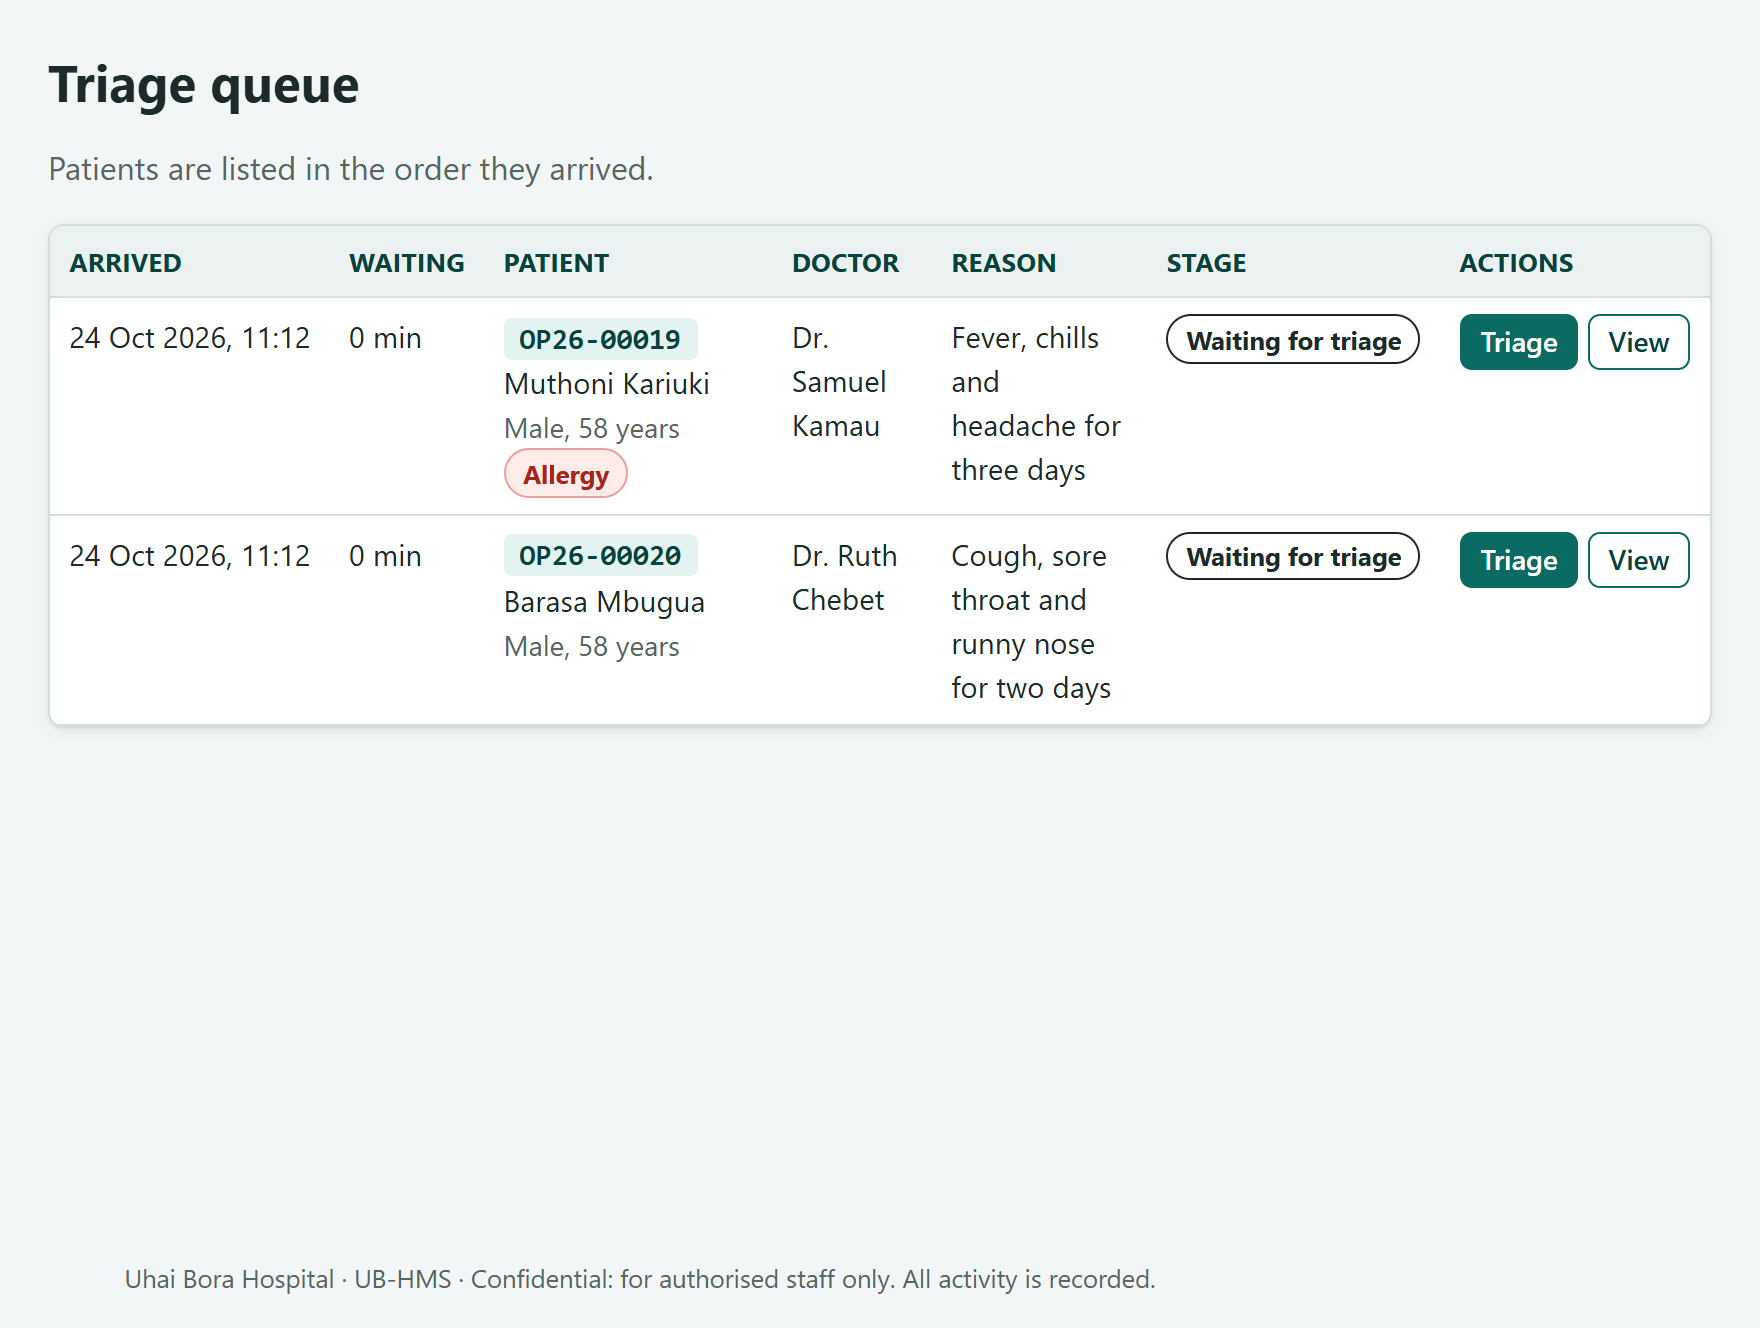 Triage queue
Patients are listed in the order they arrived.
ARRIVED WAITING PATIENT DOCTOR REASON STAGE ACTIONS
24 Oct 2026, 11:12 0 min OP26-00019 Dr. Fever, chills Waiting for triage Triage View
Muthoni Kariuki Samuel and
Male, 58 years Kamau headache for
Allergy three days
24 Oct 2026, 11:12 0 min OP26-00020 Dr. Ruth Cough, sore Waiting for triage Triage View
Barasa Mbugua Chebet throat and
Male, 58 years runny nose
for two days
Uhai Bora Hospital · UB-HMS · Confidential: for authorised staff only. All activity is recorded.